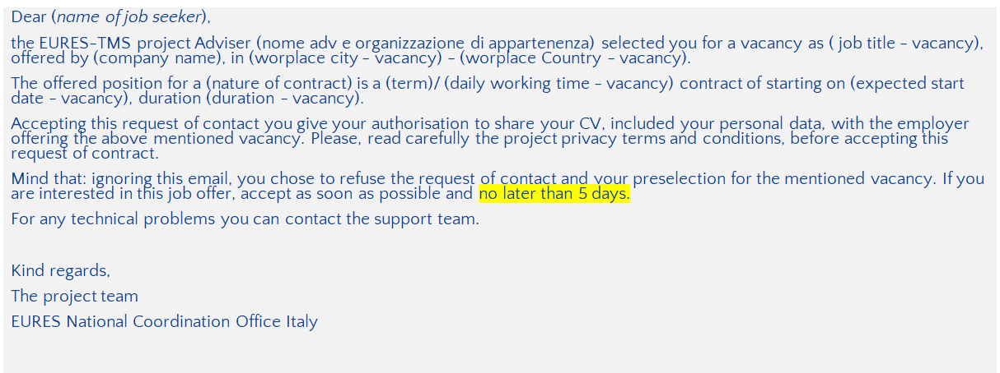 Dear (name of job seeker),
the EURES-TMS project Adviser (nome adv e organizzazione di appartenenza) selected you for a vacancy as ( job title - vacancy),
offered by (company name), in (worplace city - vacancy) - (worplace Country - vacancy).
The offered position for a (nature of contract) is a (term)/ (daily working time - vacancy) contract of starting on (expected start
date - vacancy), duration (duration - vacancy).
Accepting this request of contact you give your authorisation to share your CV, included your personal data, with the employer
offering the above mentioned vacancy. Please, read carefully the project privacy terms and conditions, before accepting this
request of contract.
Mind that: ignoring this email, you chose to refuse the request of contact and your preselection for the mentioned vacancy. If you
are interested in this job offer, accept as soon as possible and no later than 5 days.
For any technical problems you can contact the support team.
Kind regards,
The project team
EURES National Coordination Office Italy